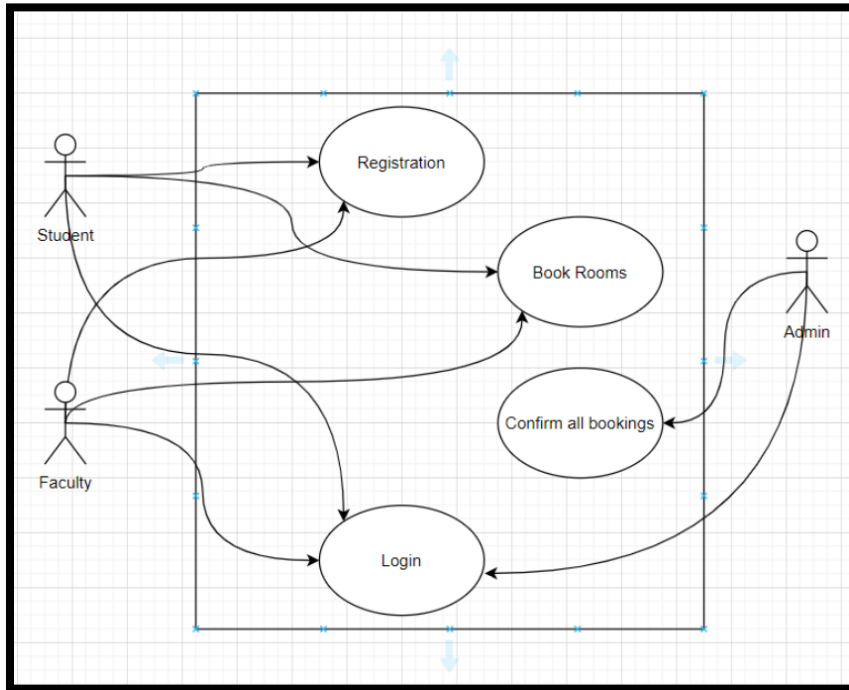 Registration
Student
Book Rooms
Admin
Confirm all bookings
Faculty
Login